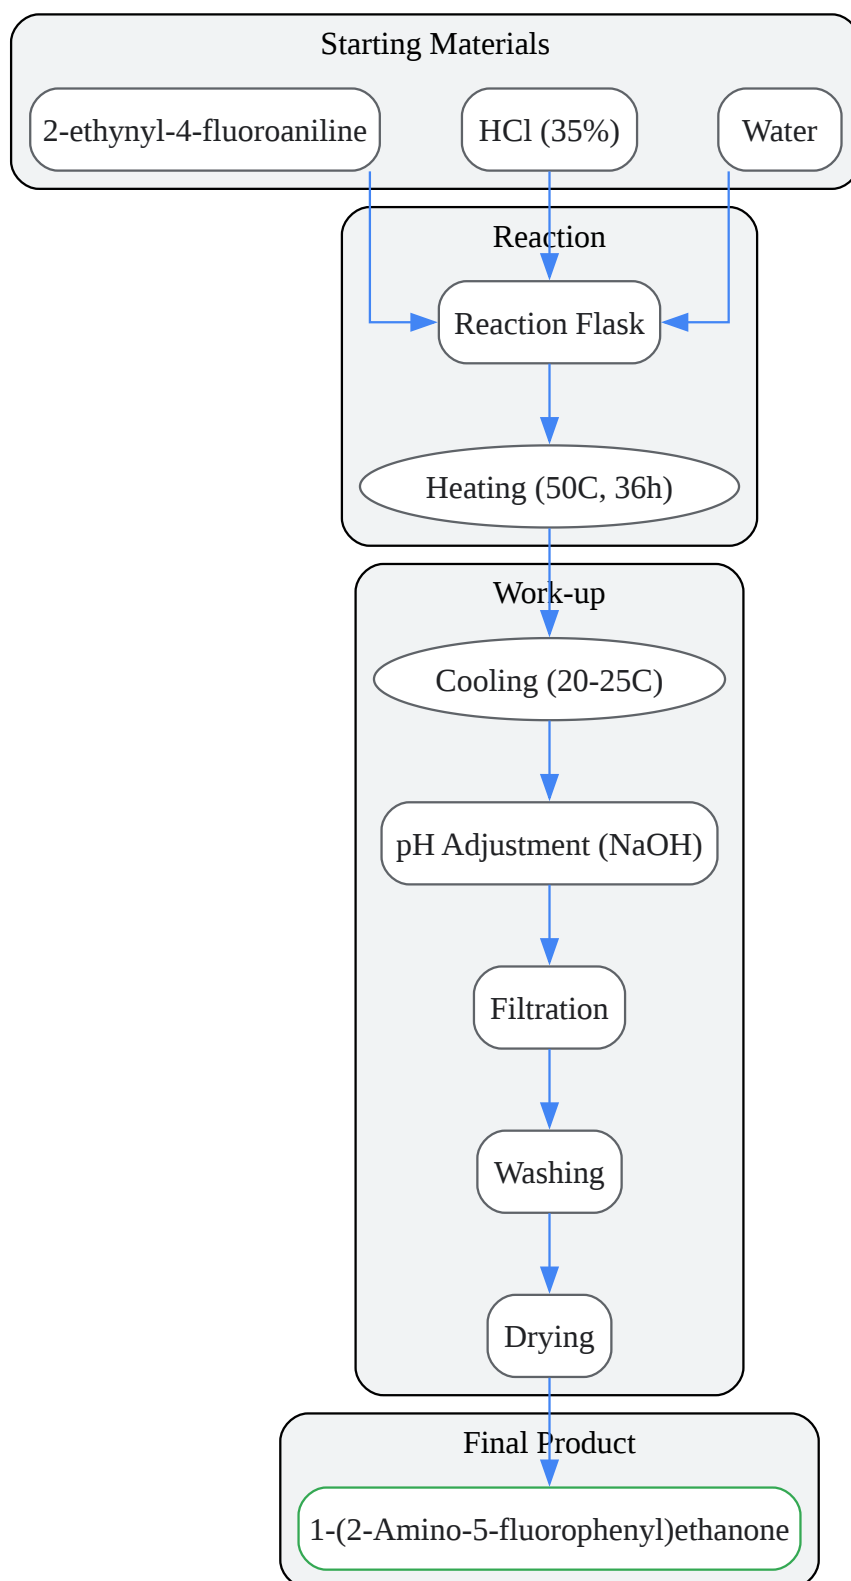 Starting Materials
2-ethynyl-4-fluoroaniline
HCl (35%)
Water
Reaction
Reaction Flask
Heating (50C, 36h)
Work-up
Cooling (20-25C)
pH Adjustment (NaOH)
Filtration
Washing
Drying
Final Product
1-(2-Amino-5-fluorophenyl)ethanone